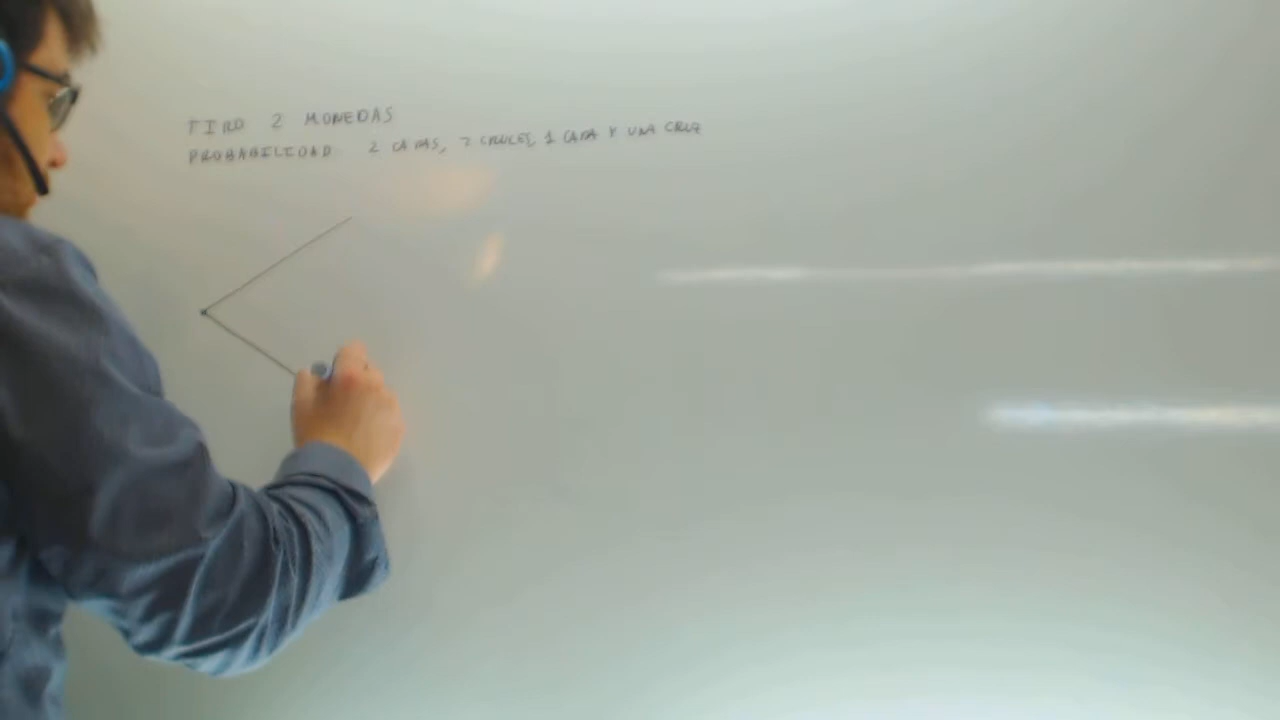 TIRO 2 MONEDAS
PROBABILIDAD 2 CARAS, 2 CRUCES, 1 CARA Y UNA CRUZ